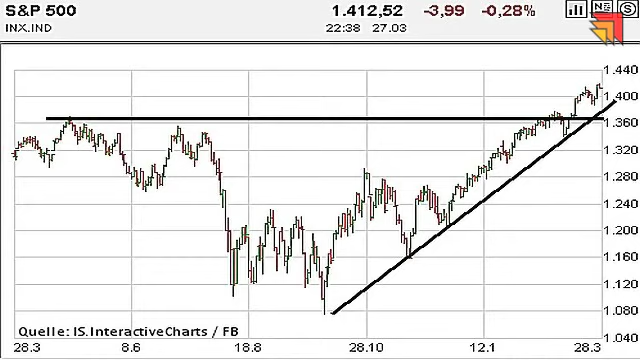 S&P 500 1.412,52 -3,99 -0,28%
INX.IND 22:38 27.03
NE
S
1.440
1.400
1.360
1.320
1.280
1.240
1.200
1.160
1.120
1.080
1.040
Quelle: IS.InteractiveCharts / FB
28.3 8.6 18.8 28.10 12.1 28.3